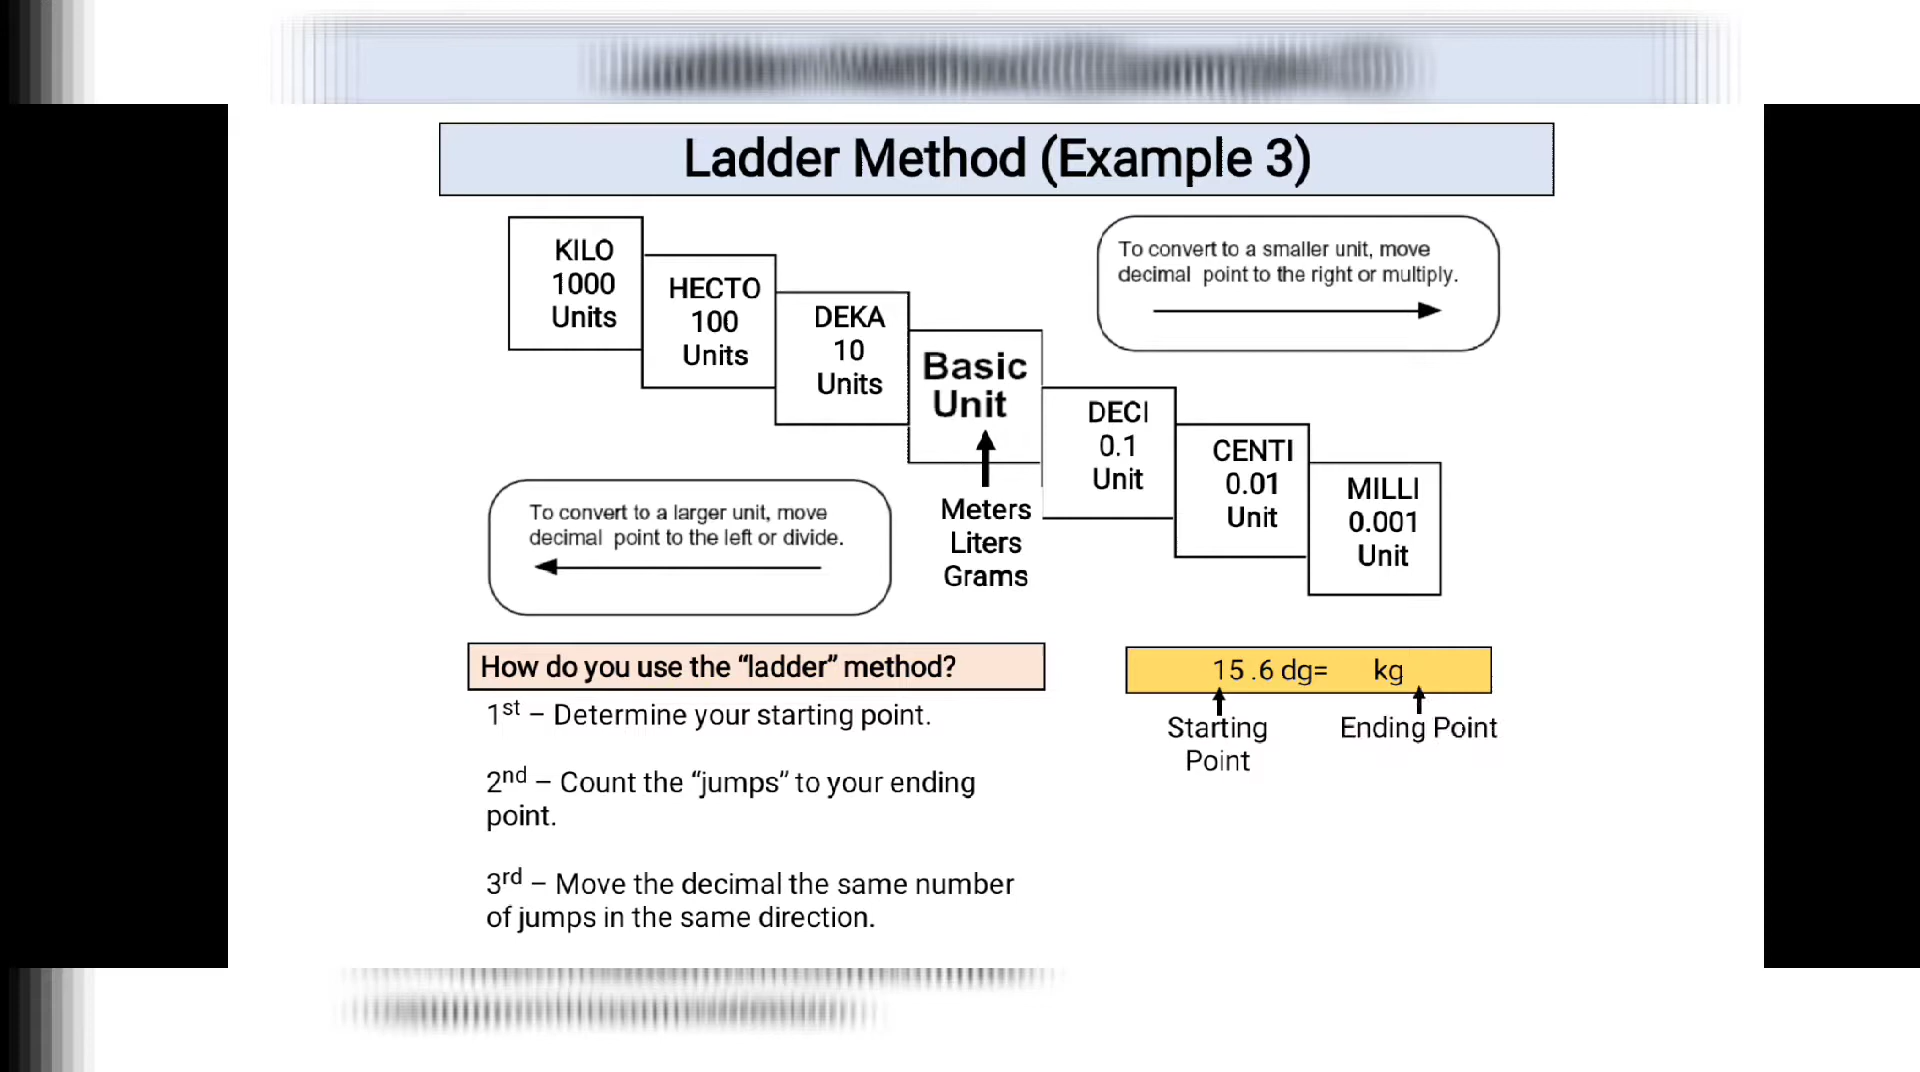 Ladder Method (Example 3)
KILO
1000
Units
HECTO
100
Units
DEKA
10
Units
Basic
Unit
Meters
Liters
Grams
DECI
0.1
Unit
CENTI
0.01
Unit
MILLI
0.001
Unit
To convert to a smaller unit, move
decimal point to the right or multiply.
To convert to a larger unit, move
decimal point to the left or divide.
How do you use the “ladder” method?
1st – Determine your starting point.
2nd – Count the “jumps” to your ending
point.
3rd – Move the decimal the same number
of jumps in the same direction.
15 .6 dg= kg
Starting
Point
Ending Point